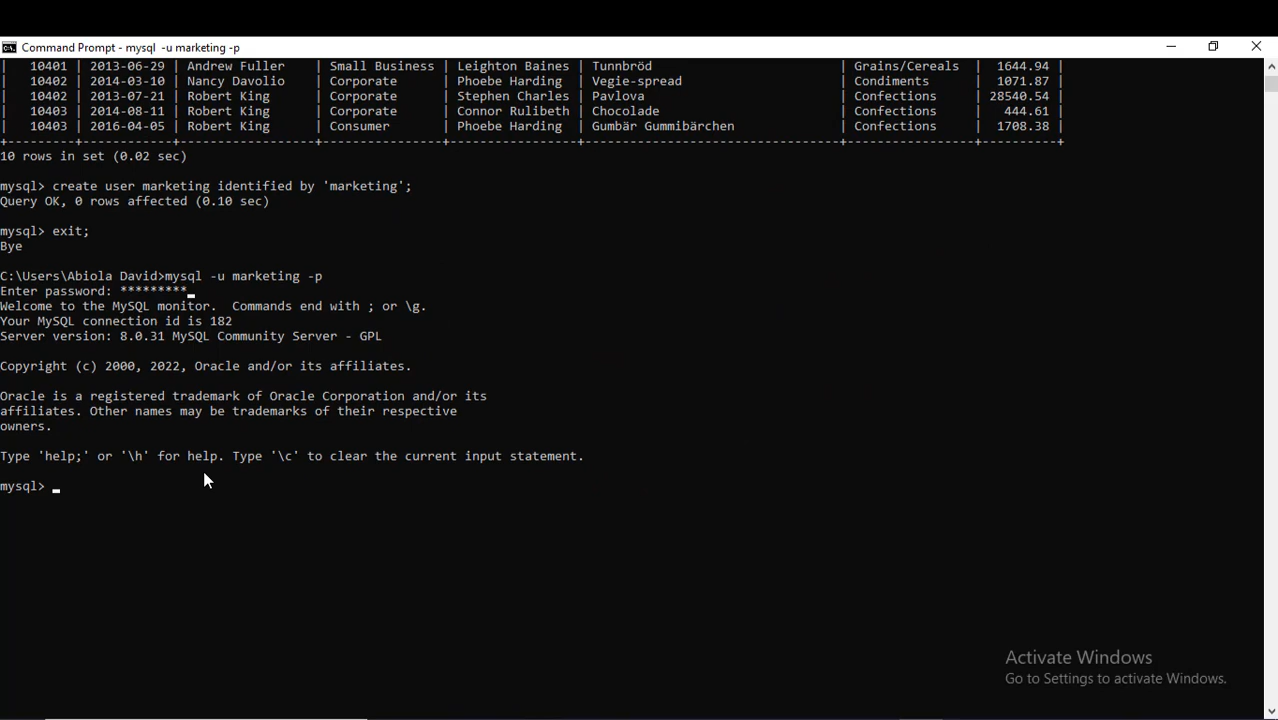 Command Prompt - mysql -u marketing -p
| 10401 | 2013-06-29 | Andrew Fuller | Small Business | Leighton Baines | Tunnbröd | Grains/Cereals | 1644.94 |
| 10402 | 2014-03-10 | Nancy Davolio | Corporate | Phoebe Harding | Vegie-spread | Condiments | 1071.87 |
| 10402 | 2013-07-21 | Robert King | Corporate | Stephen Charles | Pavlova | Confections | 28540.54 |
| 10403 | 2014-08-11 | Robert King | Corporate | Connor Rulibeth | Chocolade | Confections | 444.61 |
| 10403 | 2016-04-05 | Robert King | Consumer | Phoebe Harding | Gumbär Gummibärchen | Confections | 1708.38 |
10 rows in set (0.02 sec)
mysql> create user marketing identified by 'marketing';
Query OK, 0 rows affected (0.10 sec)
mysql> exit;
Bye
C:\Users\Abiola David>mysql -u marketing -p
Enter password: *********
Welcome to the MySQL monitor.  Commands end with ; or \g.
Your MySQL connection id is 182
Server version: 8.0.31 MySQL Community Server - GPL
Copyright (c) 2000, 2022, Oracle and/or its affiliates.
Oracle is a registered trademark of Oracle Corporation and/or its
affiliates. Other names may be trademarks of their respective
owners.
Type 'help;' or '\h' for help. Type '\c' to clear the current input statement.
mysql>
Activate Windows
Go to Settings to activate Windows.